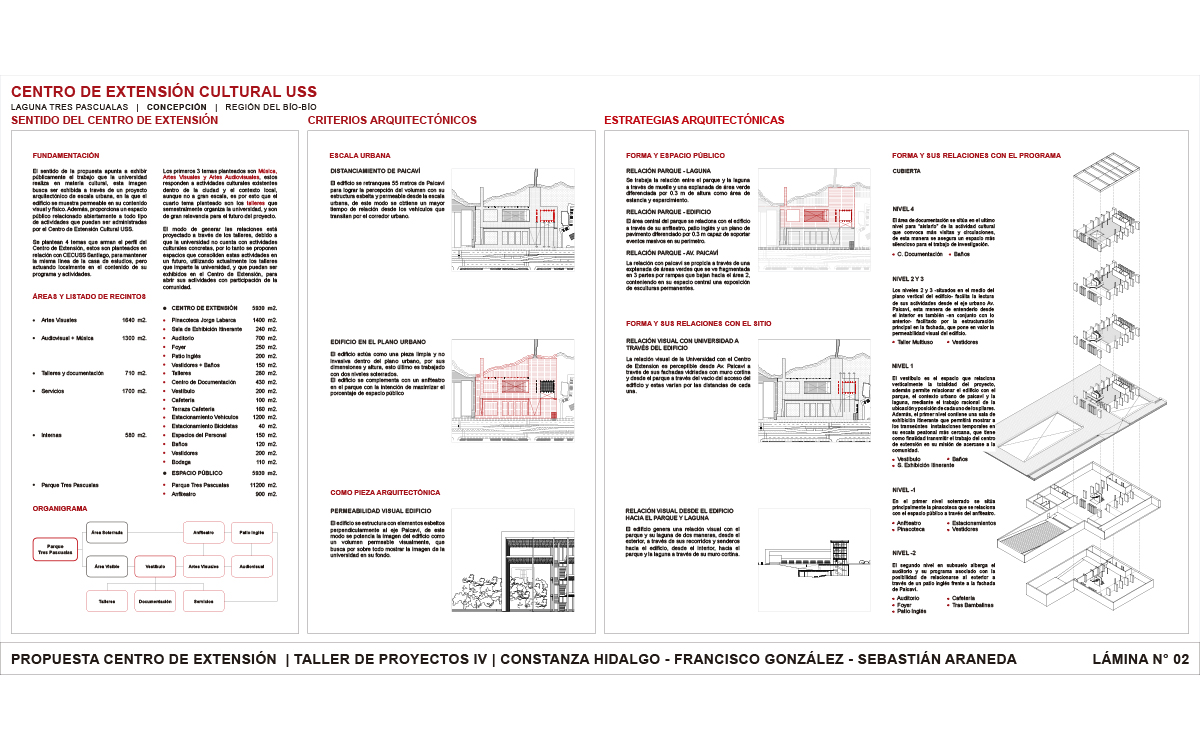 CENTRO DE EXTENSIÓN CULTURAL USS
LAGUNA TRES PASCUALAS | CONCEPCIÓN | REGIÓN DEL BÍO-BÍO
SENTIDO DEL CENTRO DE EXTENSIÓN
FUNDAMENTACIÓN
El sentido de la propuesta apunta a exhibir
públicamente el trabajo que la universidad
realiza en materia cultural, esta imagen
busca ser exhibida a través de un proyecto
arquitectónico de escala urbana, en la que el
edificio se muestra permeable en su contenido
visual y físico. Además, proporciona un espacio
público relacionado abiertamente a todo tipo
de actividades que puedan ser administradas
por el Centro de Extensión Cultural USS.
Se plantean 4 temas que arman el perfil del
Centro de Extensión, estos son planteados en
relación con CECUSS Santiago, para mantener
la misma línea de la casa de estudios, pero
actuando localmente en el contenido de su
programa y actividades.
Los primeros 3 temas planteados son Música,
Artes Visuales y Artes Audiovisuales, estos
responden a actividades culturales existentes
dentro de la ciudad y el contexto local,
aunque no a gran escala, es por esto que el
cuarto tema planteado son los talleres que
semestralmente organiza la universidad, y son
de gran relevancia para el futuro del proyecto.
El modo de generar las relaciones está
proyectado a través de los talleres, debido a
que la universidad no cuenta con actividades
culturales concretas, por lo tanto se proponen
espacios que consoliden estas actividades en
un futuro, utilizando actualmente los talleres
que imparte la universidad, y que puedan ser
exhibidos en el Centro de Extensión, para
abrir sus actividades con participación de la
comunidad.
ÁREAS Y LISTADO DE RECINTOS
• Artes Visuales 1640 m2.
• Audiovisual + Música 1300 m2.
• Talleres y documentación 710 m2.
• Servicios 1700 m2.
• Internas 580 m2.
• Parque Tres Pascualas
• CENTRO DE EXTENSIÓN 5939 m2.
• Pinacoteca Jorge Labarca 1400 m2.
• Sala de Exhibición Itinerante 240 m2.
• Auditorio 700 m2.
• Foyer 250 m2.
• Patio Inglés 200 m2.
• Vestidores + Baños 150 m2.
• Talleres 280 m2.
• Centro de Documentación 430 m2.
• Vestíbulo 200 m2.
• Cafetería 100 m2.
• Terraza Cafetería 160 m2.
• Estacionamiento Vehículos 1200 m2.
• Estacionamiento Bicicletas 40 m2.
• Espacios del Personal 150 m2.
• Baños 120 m2.
• Vestidores 200 m2.
• Bodega 110 m2.
• ESPACIO PÚBLICO 5939 m2.
• Parque Tres Pascualas 11200 m2.
• Anfiteatro 900 m2.
ORGANIGRAMA
Parque
Tres Pascualas
Área Soterrada
Anfiteatro
Patio Inglés
Área Visible
Vestíbulo
Artes Visuales
Audiovisual
Talleres
Documentación
Servicios
CRITERIOS ARQUITECTÓNICOS
ESCALA URBANA
DISTANCIAMIENTO DE PAICAVÍ
El edificio se retranquea 55 metros de Paicaví
para lograr la percepción del volumen con su
estructura esbelta y permeable desde la escala
urbana, de este modo se obtiene un mayor
tiempo de relación desde los vehículos que
transitan por el corredor urbano.
EDIFICIO EN EL PLANO URBANO
El edificio actúa como una pieza limpia y no
invasiva dentro del plano urbano, por sus
dimensiones y altura, esto último es trabajado
con dos niveles soterrados.
El edificio se complementa con un anfiteatro
en el parque con la intención de maximizar el
porcentaje de espacio público
COMO PIEZA ARQUITECTÓNICA
PERMEABILIDAD VISUAL EDIFICIO
El edificio se estructura con elementos esbeltos
perpendicularmente al eje Paicaví, de este
modo se potencia la imagen del edificio como
un volumen permeable visualmente, que
busca por sobre todo mostrar la imagen de la
universidad en su fondo.
ESTRATEGIAS ARQUITECTÓNICAS
FORMA Y ESPACIO PÚBLICO
RELACIÓN PARQUE - LAGUNA
Se trabaja la relación entre el parque y la laguna
a través de muelle y una esplanada de área verde
diferenciada por 0.3 m de altura como área de
estancia y esparcimiento.
RELACIÓN PARQUE - EDIFICIO
El área central del parque se relaciona con el edificio
a través de su anfiteatro, patio inglés y un plano de
pavimento diferenciado por 0.3 m capaz de soportar
eventos masivos en su perímetro.
RELACIÓN PARQUE - AV. PAICAVÍ
La relación con paicaví se propicia a través de una
explanada de áreas verdes que se ve fragmentada
en 3 partes por rampas que bajan hacia el área 2,
conteniendo en su espacio central una exposición
de esculturas permanentes.
FORMA Y SUS RELACIONES CON EL SITIO
RELACIÓN VISUAL CON UNIVERSIDAD A
TRAVÉS DEL EDIFICIO
La relación visual de la Universidad con el Centro
de Extensión es perceptible desde Av. Paicaví a
través de sus fachadas vidriadas con muro cortina
y desde el parque a través del vacío del acceso del
edificio y estas varían por las distancias de cada
una.
RELACIÓN VISUAL DESDE EL EDIFICIO
HACIA EL PARQUE Y LAGUNA
El edificio genera una relación visual con el
parque y su laguna de dos maneras, desde el
exterior, a través de sus recorridos y senderos
hacia el edificio, desde el interior, hacia el
parque y la laguna a través de su muro cortina.
FORMA Y SUS RELACIONES CON EL PROGRAMA
CUBIERTA
NIVEL 4
El área de documentación se sitúa en el último
nivel para "aislarlo" de la actividad cultural
que convoca más visitas y circulaciones,
de esta manera se asegura un espacio más
silencioso para el trabajo de investigación.
• C. Documentación • Baños
NIVEL 2 Y 3
Los niveles 2 y 3 -situados en el medio del
plano vertical del edificio- facilita la lectura
de sus actividades desde el eje urbano Av.
Paicaví, esta manera de entenderlo desde
el interior es también -en conjunto con lo
anterior- facilitado por la estructuración
principal en la fachada, que pone en valor la
permeabilidad visual del edificio.
• Taller Multiuso • Vestidores
NIVEL 1
El vestíbulo es el espacio que relaciona
verticalmente la totalidad del proyecto,
además permite relacionar el edificio con el
parque, el contexto urbano de paicaví y la
laguna, mediante el trabajo racional de la
ubicación y posición de cada uno de los pilares.
Además, el primer nivel contiene una sala de
exhibición itinerante que permitirá mostrar a
los transeúntes instalaciones temporales en
su escala peatonal más cercana, que tiene
como finalidad transmitir el trabajo del centro
de extensión en su misión de acercase a la
comunidad.
• Vestíbulo • Baños
• S. Exhibición Itinerante
NIVEL -1
En el primer nivel soterrado se sitúa
principalmente la pinacoteca que se relaciona
con el espacio público a través del anfiteatro.
• Anfiteatro • Estacionamientos
• Pinacoteca • Vestidores
NIVEL -2
El segundo nivel en subsuelo alberga el
auditorio y su programa asociado con la
posibilidad de relacionarse al exterior a
través de un patio inglés frente a la fachada
de Paicaví.
• Auditorio • Cafetería
• Foyer • Tras Bambalinas
• Patio Inglés
PROPUESTA CENTRO DE EXTENSIÓN | TALLER DE PROYECTOS IV | CONSTANZA HIDALGO - FRANCISCO GONZÁLEZ - SEBASTIÁN ARANEDA LÁMINA N° 02